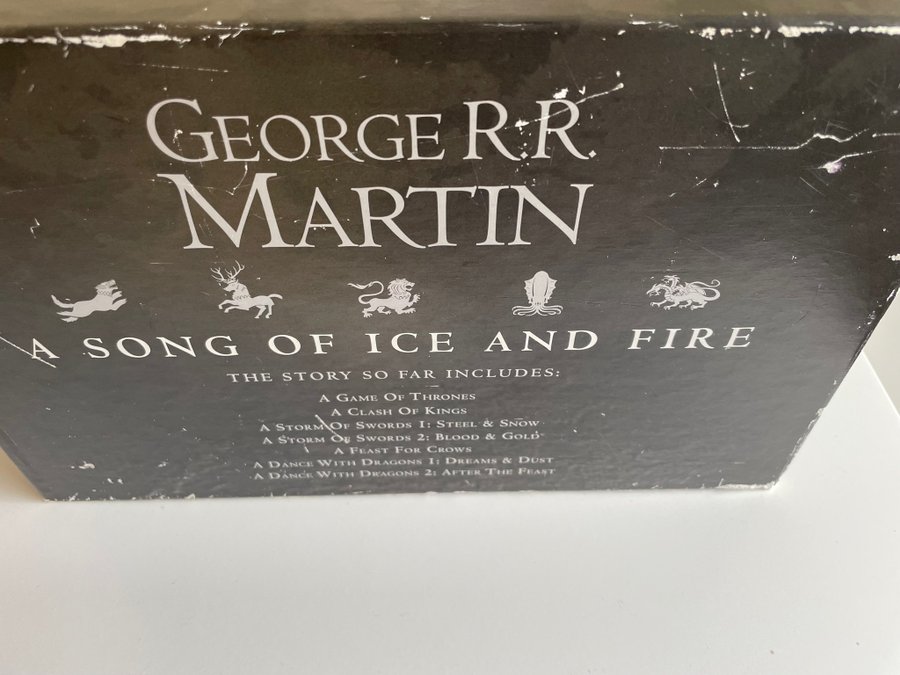 GEORGE R.R.
MARTIN
A SONG OF ICE AND FIRE
THE STORY SO FAR INCLUDES:
A GAME OF THRONES
A CLASH OF KINGS
A STORM OF SWORDS 1: STEEL & SNOW
A STORM OF SWORDS 2: BLOOD & GOLD
A FEAST FOR CROWS
A DANCE WITH DRAGONS 1: DREAMS & DUST
A DANCE WITH DRAGONS 2: AFTER THE FEAST